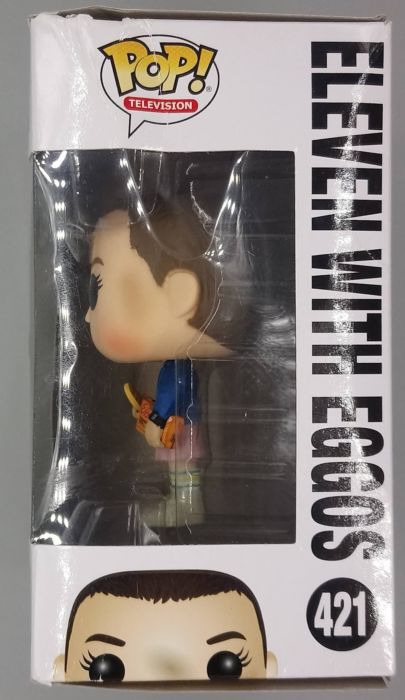 POP!
TELEVISION
ELEVEN WITH EGGOS
421